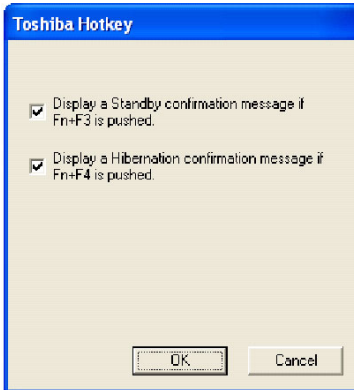 Toshiba Hotkey
Display a Standby confirmation message if
Fn+F3 is pushed.
Display a Hibernation confirmation message if
Fn+F4 is pushed.
OK
Cancel